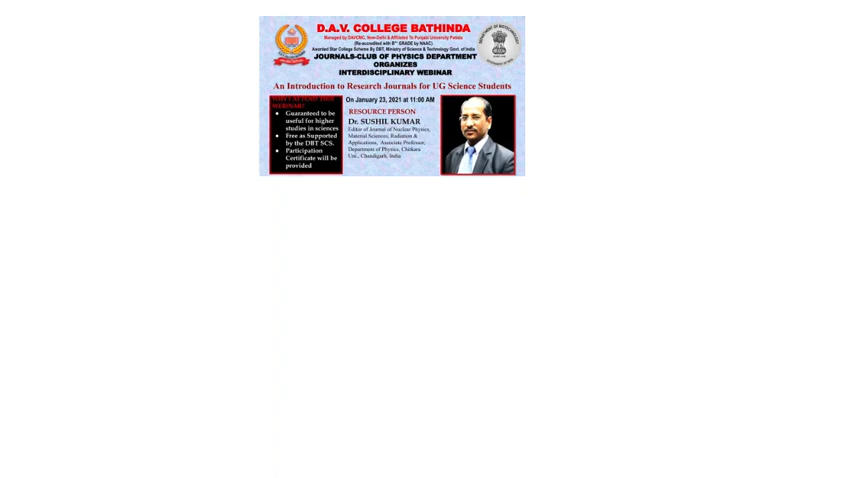 D.A.V. COLLEGE BATHINDA
Managed by DAVCMC, New-Delhi & Affiliated To Punjabi University Patiala
(Re-accredited with B++ GRADE by NAAC)
Awarded Star College Scheme By DBT, Ministry of Science & Technology Govt. of India
JOURNALS-CLUB OF PHYSICS DEPARTMENT
ORGANIZES
INTERDISCIPLINARY WEBINAR
An Introduction to Research Journals for UG Science Students
WHY ATTEND THIS
WEBINAR?
● Guaranteed to be
useful for higher
studies in sciences
● Free as Supported
by the DBT SCS.
● Participation
Certificate will be
provided
On January 23, 2021 at 11:00 AM
RESOURCE PERSON
Dr. SUSHIL KUMAR
Editor of Journal of Nuclear Physics,
Material Sciences, Radiation &
Applications, Associate Professor,
Department of Physics, Chitkara
Uni., Chandigarh, India